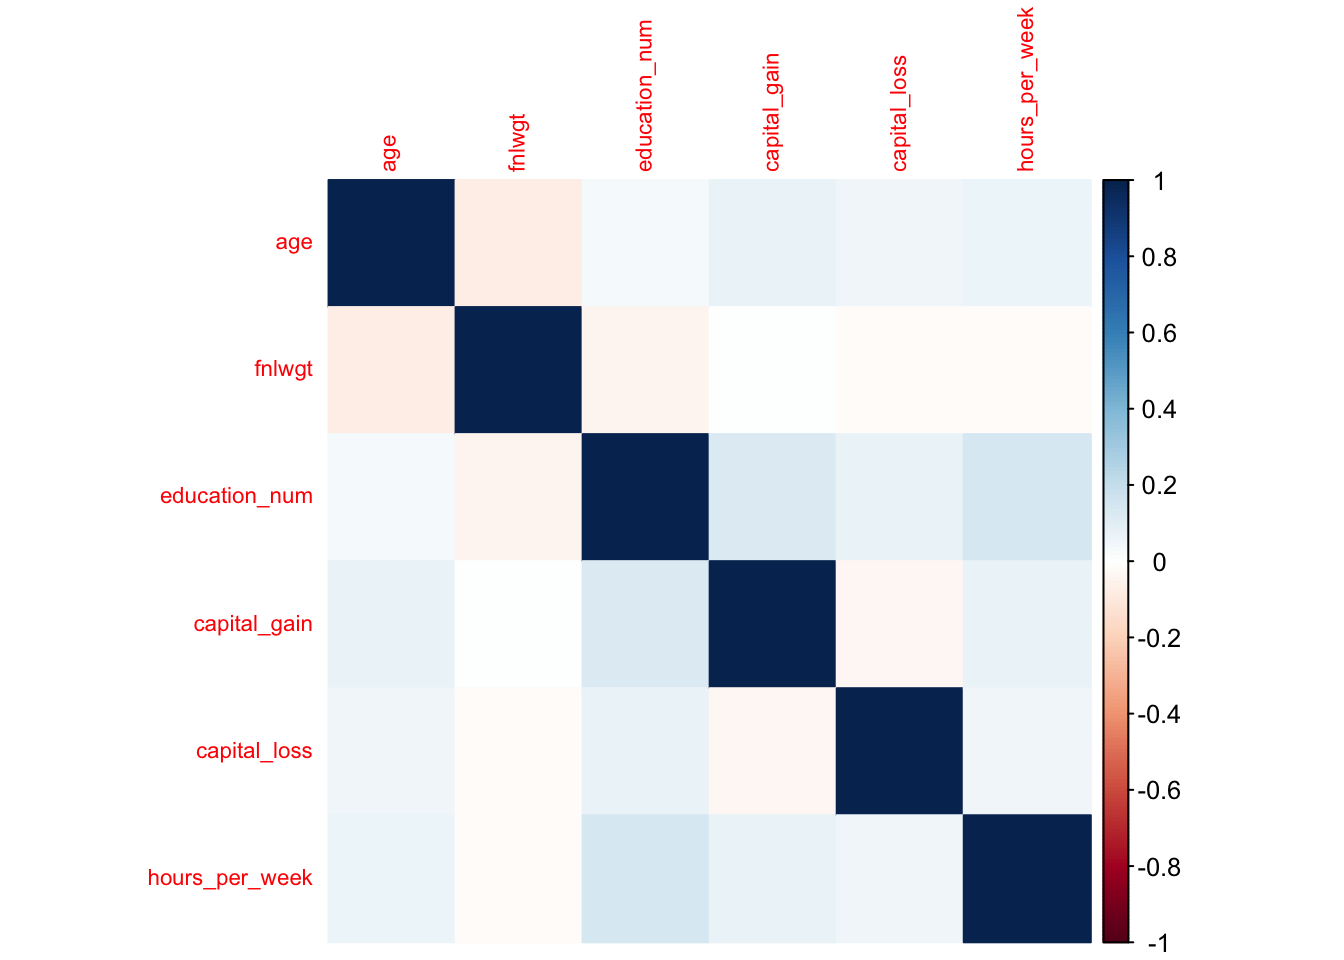 age
fnlwgt
education_num
capital_gain
capital_loss
hours_per_week
age
fnlwgt
education_num
capital_gain
capital_loss
hours_per_week
1
0.8
0.6
0.4
0.2
0
-0.2
-0.4
-0.6
-0.8
-1